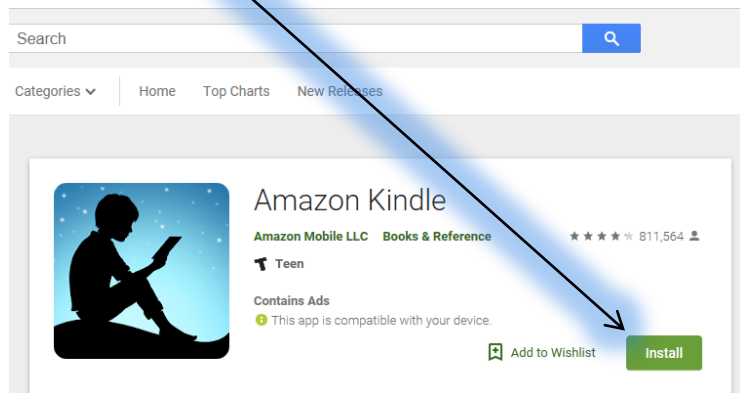 Search
Categories Home Top Charts New Releases
Amazon Kindle
Amazon Mobile LLC Books & Reference 811,564
T Teen
Contains Ads
This app is compatible with your device.
Add to Wishlist Install